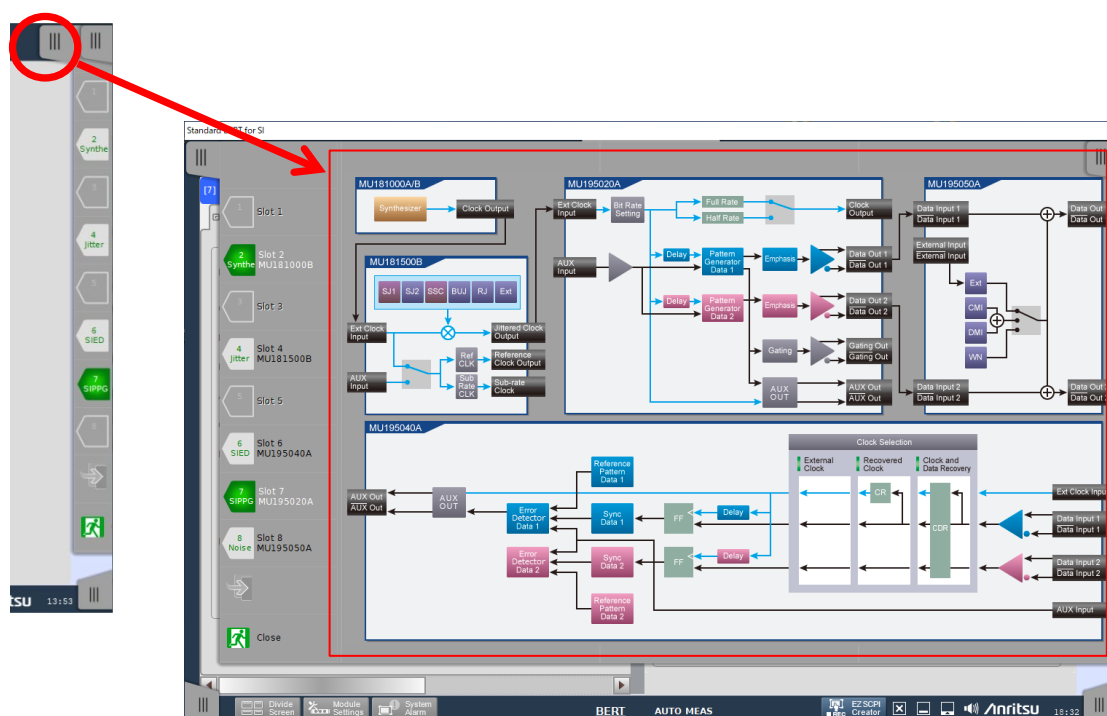 1
2
Synthe
3
4
Jitter
5
6
SIED
7
SIPPG
8
TSU 13:53
Standard BERT for SI
[7]
1
Slot 1
2
Synthe
Slot 2
MU181000B
3
Slot 3
4
Jitter
Slot 4
MU181500B
5
Slot 5
6
SIED
Slot 6
MU195040A
7
SIPPG
Slot 7
MU195020A
8
Noise
Slot 8
MU195050A
Close
MU181000A/B
Synthesizer
Clock Output
MU181500B
SJ1 SJ2 SSC BUJ RJ Ext
Ext Clock
Input
Jittered Clock
Output
Ref
CLK
Reference
Clock Output
AUX
Input
Sub
Rate
CLK
Sub-rate
Clock
MU195020A
Ext Clock
Input
Bit Rate
Setting
Full Rate
Half Rate
Clock
Output
AUX
Input
Delay
Pattern
Generator
Data 1
Emphasis
Data Out 1
Data Out 1
Delay
Pattern
Generator
Data 2
Emphasis
Data Out 2
Data Out 2
Gating
Gating Out
Gating Out
AUX
OUT
AUX Out
AUX Out
MU195050A
Data Input 1
Data Input 1
Data Out
Data Out
External Input
External Input
Ext
CMI
DMI
WN
Data Input 2
Data Input 2
Data Out
Data Out
MU195040A
AUX Out
AUX Out
AUX
OUT
Reference
Pattern
Data 1
Error
Detector
Data 1
Sync
Data 1
FF
Delay
Error
Detector
Data 2
Sync
Data 2
FF
Delay
Reference
Pattern
Data 2
Clock Selection
External
Clock
Recovered
Clock
Clock and
Data Recovery
CR
CDR
Ext Clock Inpu
Data Input 1
Data Input 1
Data Input 2
Data Input 2
AUX Input
Divide
Screen
Module
Settings
System
Alarm
BERT AUTO MEAS
REC
EZSCPI
Creator
Anritsu 18:32